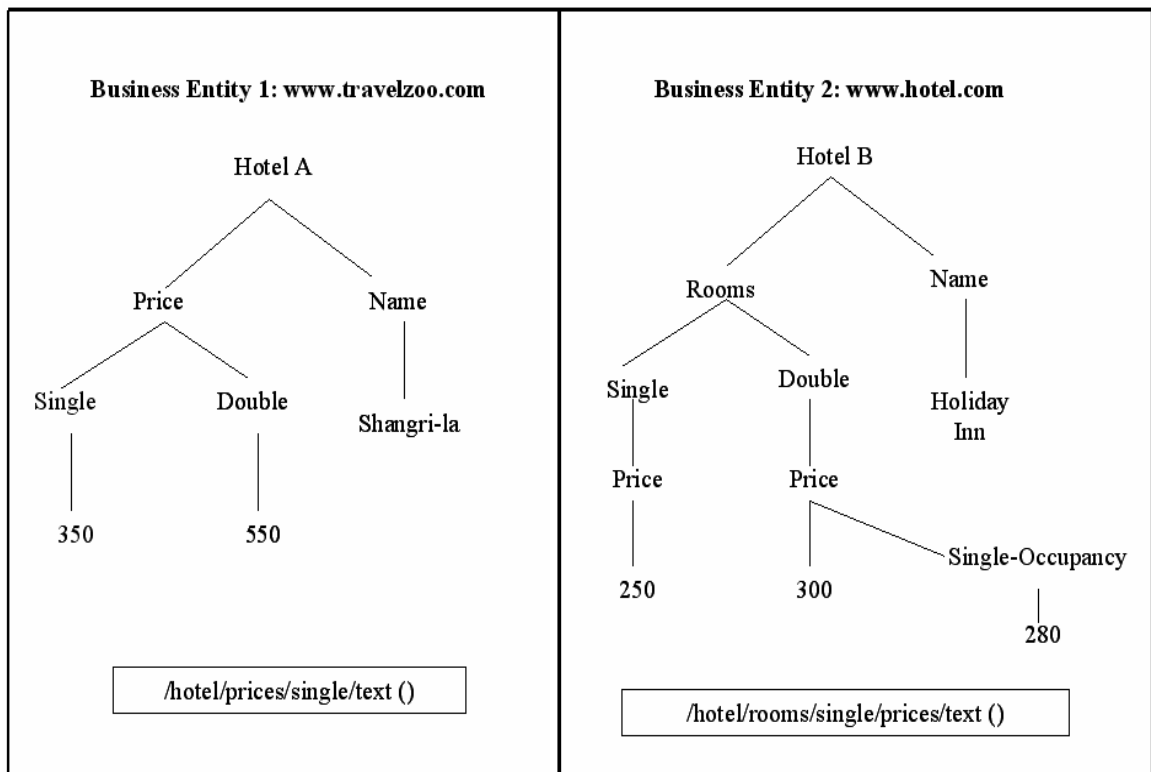 Business Entity 1: www.travelzoo.com
Hotel A
Price
Name
Single
Double
Shangri-la
350
550
/hotel/prices/single/text ()
Business Entity 2: www.hotel.com
Hotel B
Rooms
Name
Single
Double
Holiday
Inn
Price
Price
Single-Occupancy
250
300
280
/hotel/rooms/single/prices/text ()